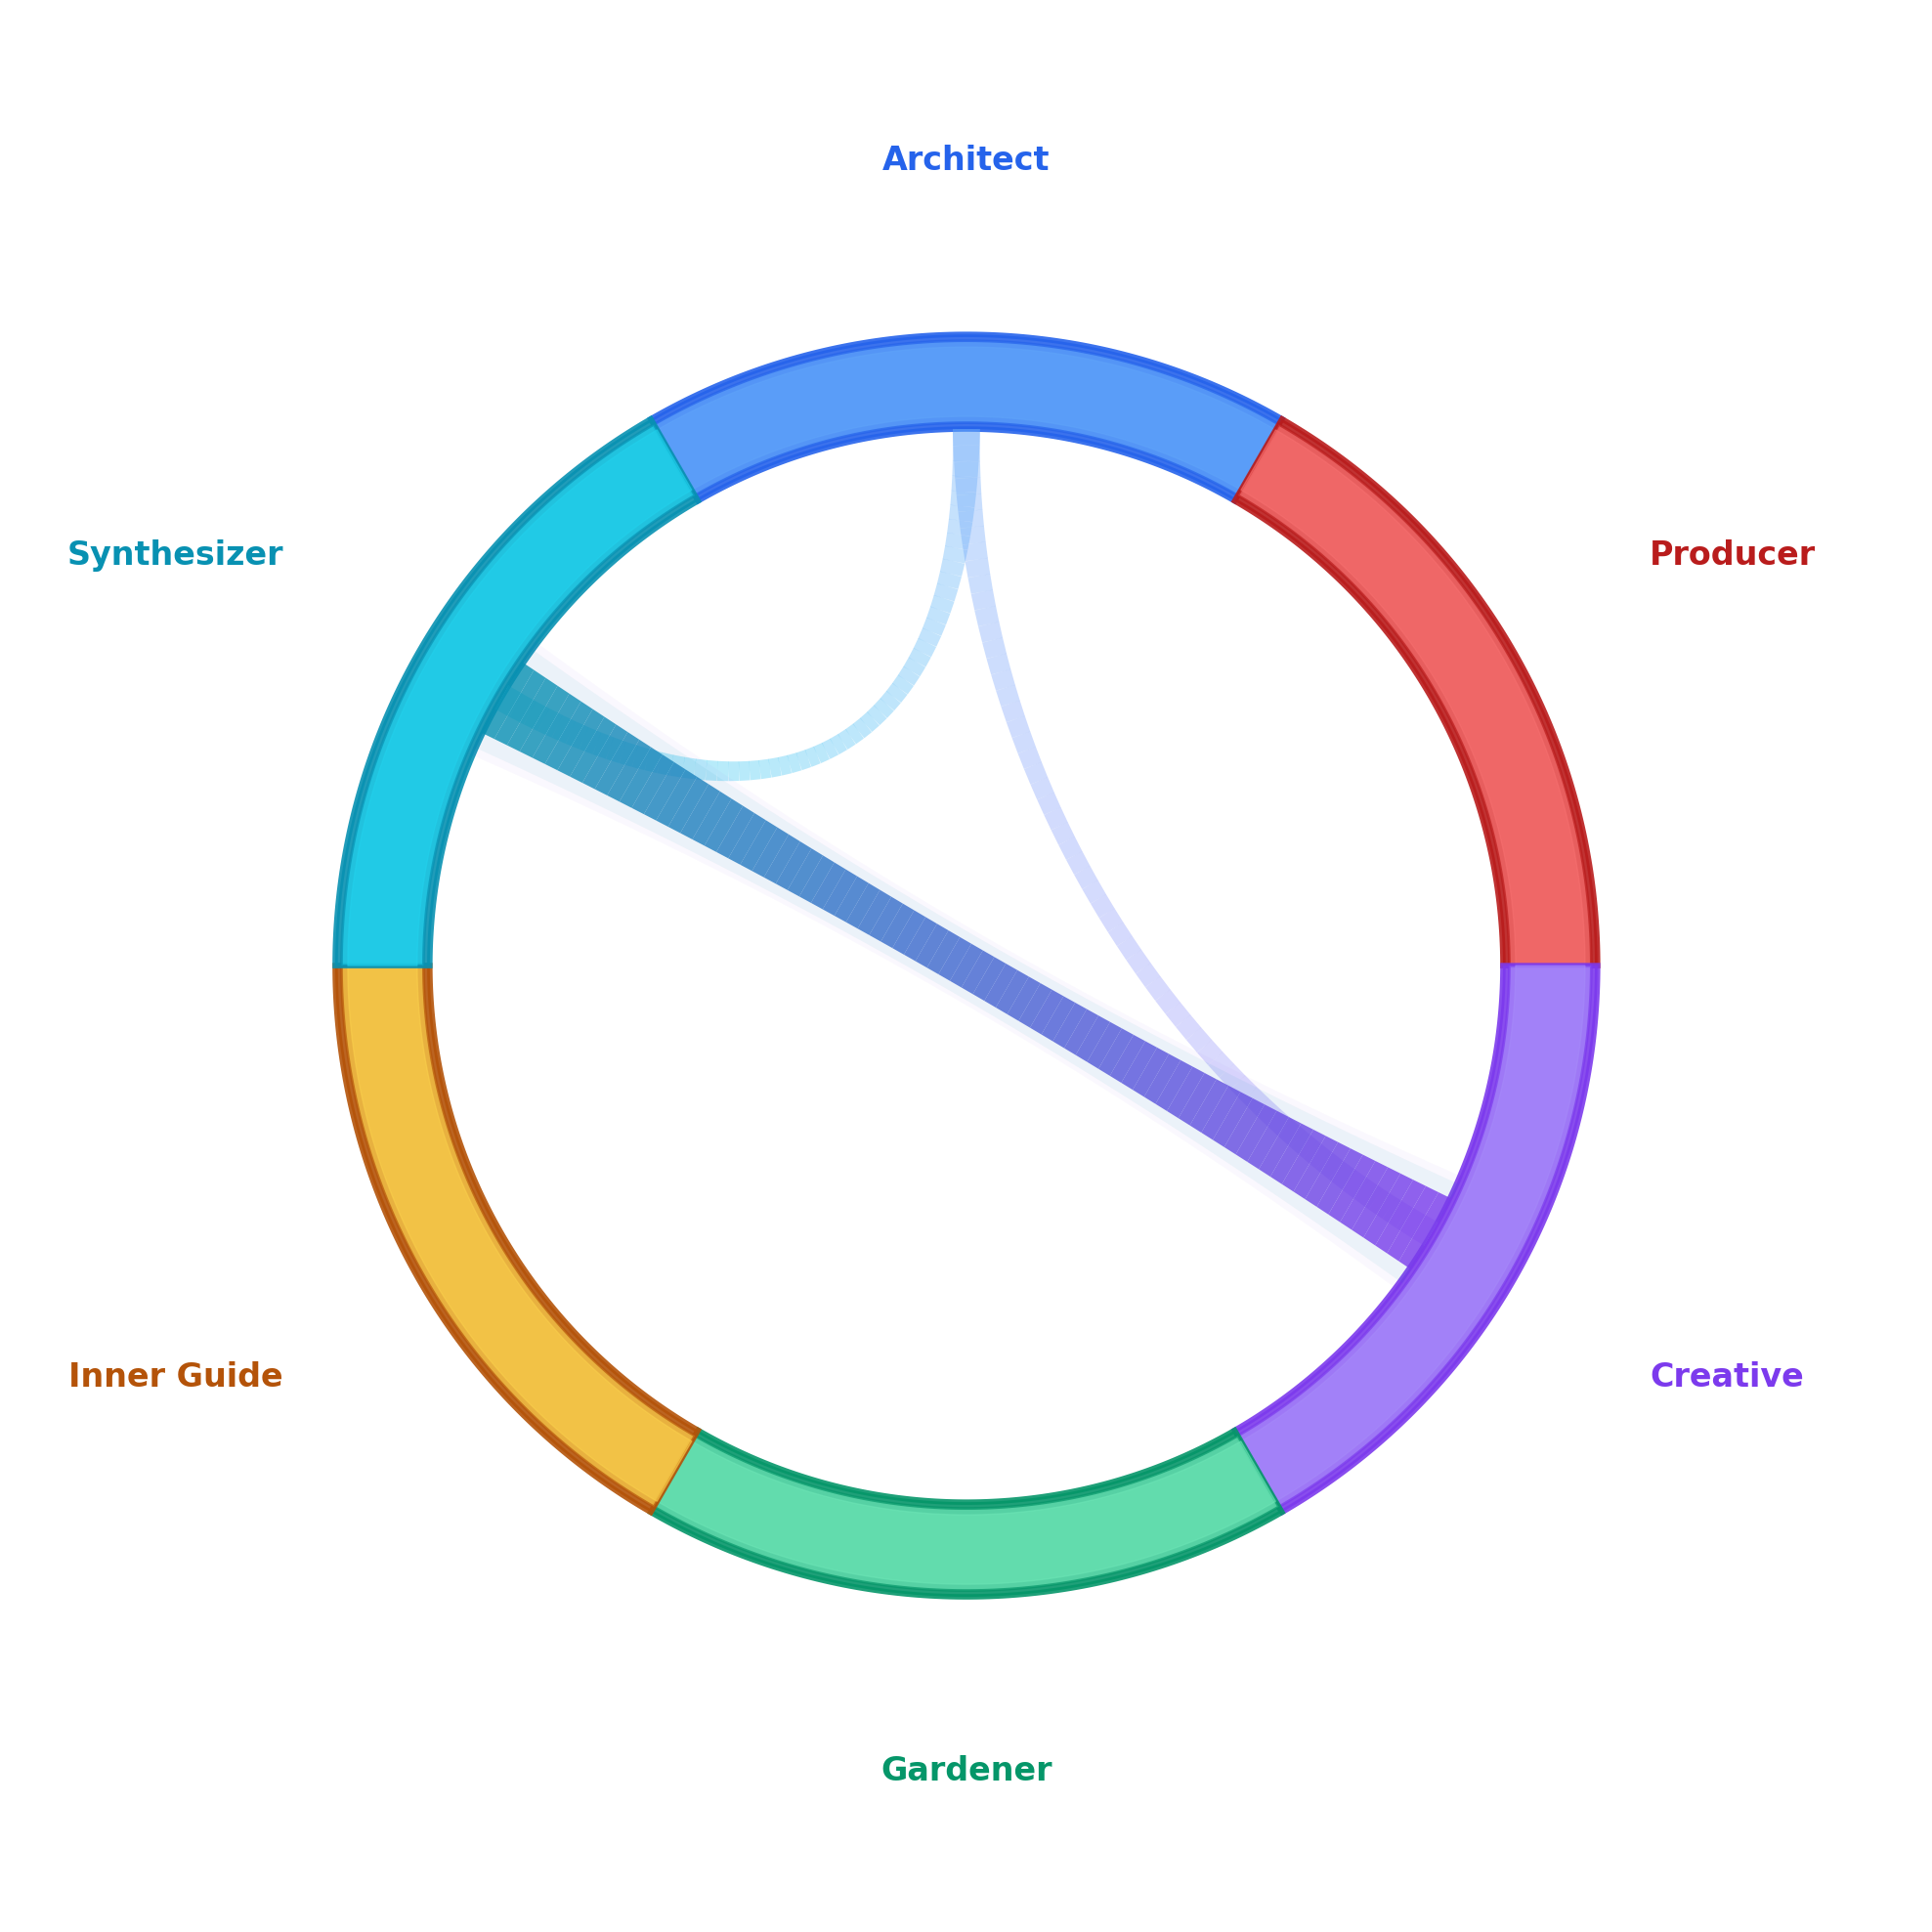 Architect
Synthesizer
Producer
Inner Guide
Creative
Gardener